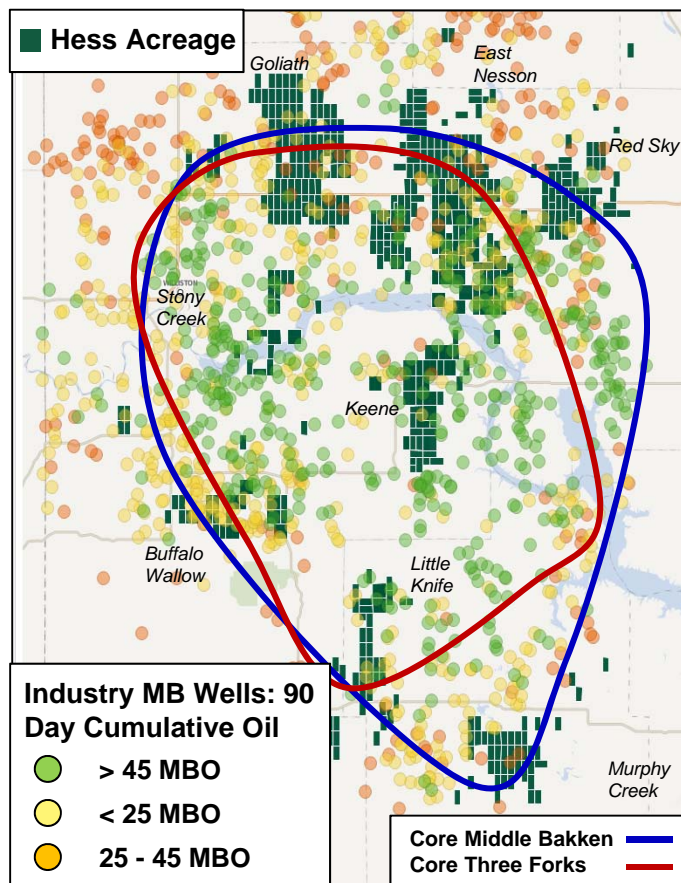 Hess Acreage
Goliath
East
Nesson
Red Sky
WILLISTON
Stony
Creek
Keene
Buffalo
Wallow
Little
Knife
Industry MB Wells: 90
Day Cumulative Oil
> 45 MBO
< 25 MBO
25 - 45 MBO
Murphy
Creek
Core Middle Bakken
Core Three Forks